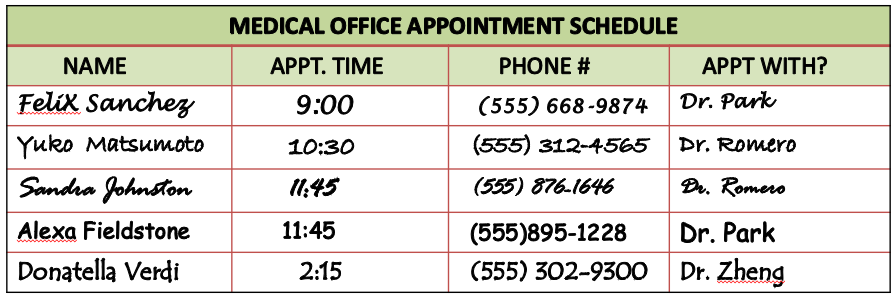 MEDICAL OFFICE APPOINTMENT SCHEDULE
NAME APPT. TIME PHONE # APPT WITH?
FeliX Sanchez 9:00 (555) 668-9874 Dr. Park
Yuko Matsumoto 10:30 (555) 312-4565 Dr. Romero
Sandra Johnston 11:45 (555) 876-1646 Dr. Romero
Alexa Fieldstone 11:45 (555)895-1228 Dr. Park
Donatella Verdi 2:15 (555) 302-9300 Dr. Zheng